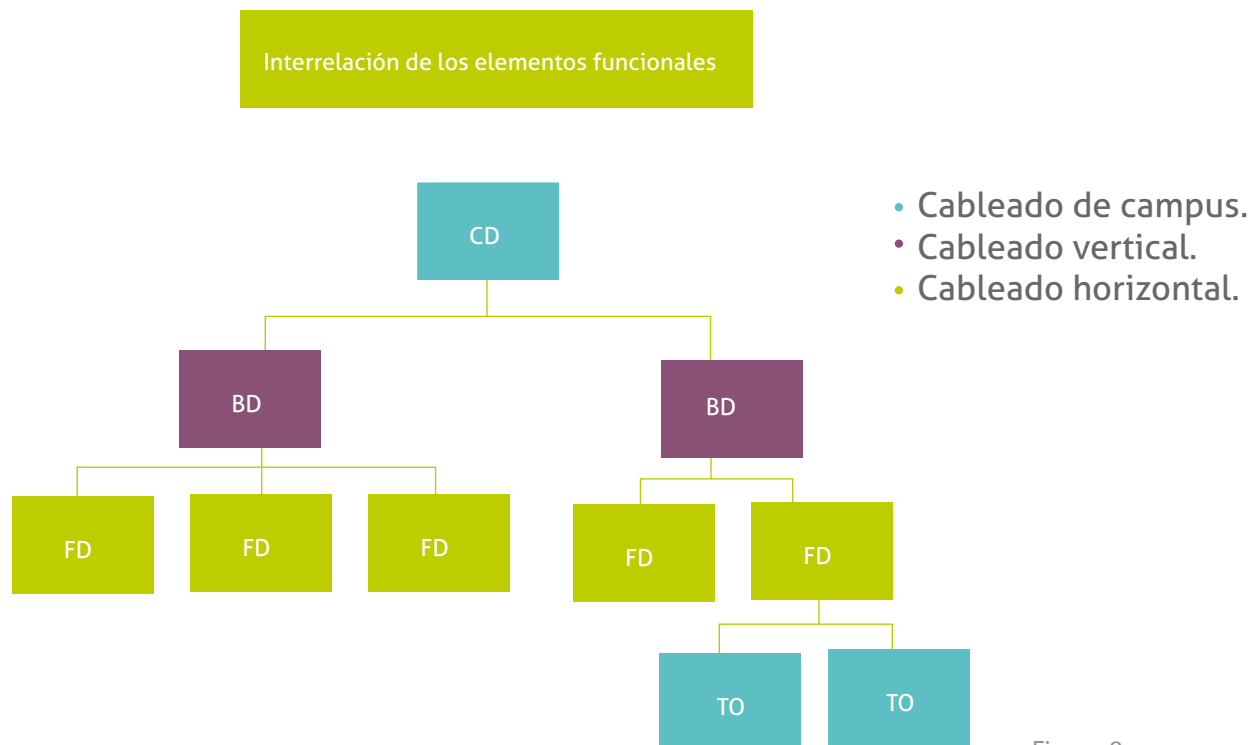 Interrelación de los elementos funcionales
CD
• Cableado de campus.
• Cableado vertical.
• Cableado horizontal.
BD
BD
FD
FD
FD
FD
FD
TO
TO